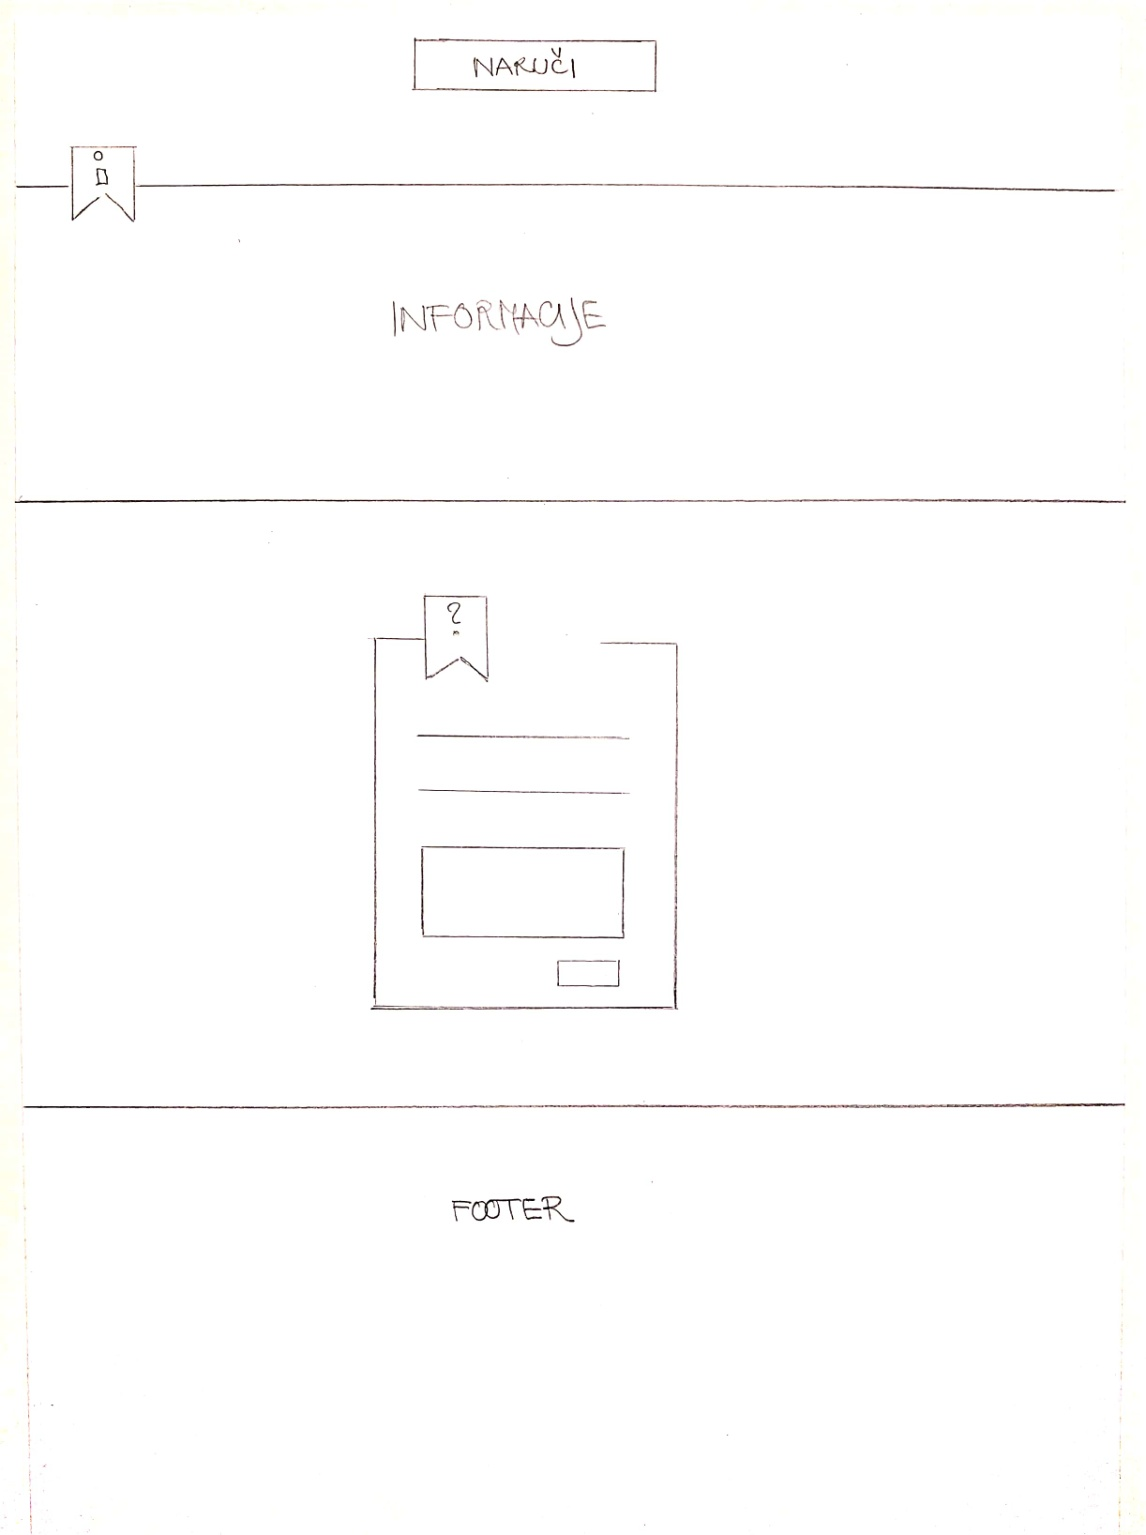 NARUČI
i
INFORMACIJE
?
FOOTER